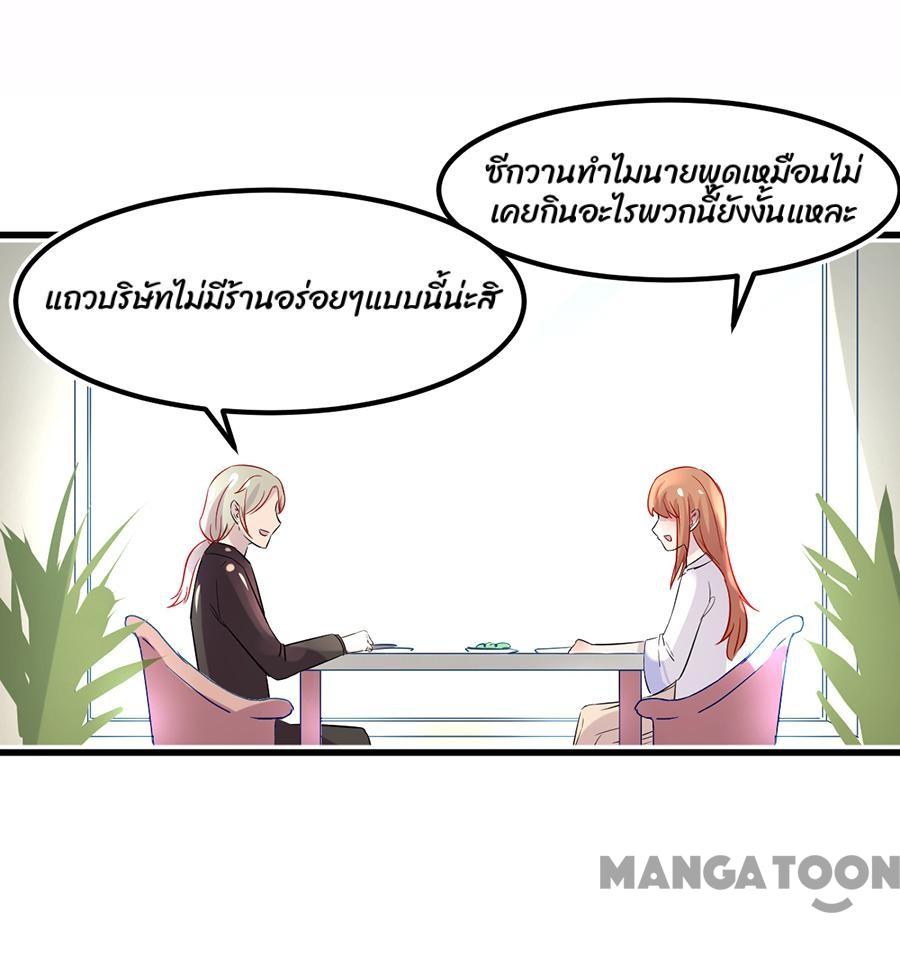 ซีกวานทำไมนายพูดเหมือนไม่
เคยกินอะไรพวกนี้ยังงั้นแหละ
แถวบริษัทไม่มีร้านอร่อยๆแบบนี้น่ะสิ
MANGATOON